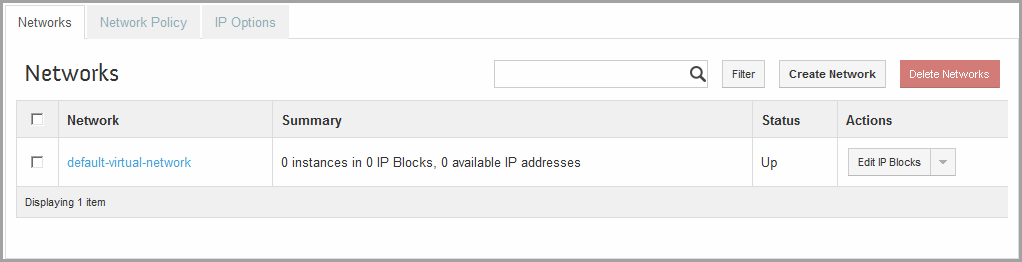 Networks Network Policy IP Options
Networks Filter Create Network Delete Networks
Network Summary Status Actions
default-virtual-network 0 instances in 0 IP Blocks, 0 available IP addresses Up Edit IP Blocks
Displaying 1 item